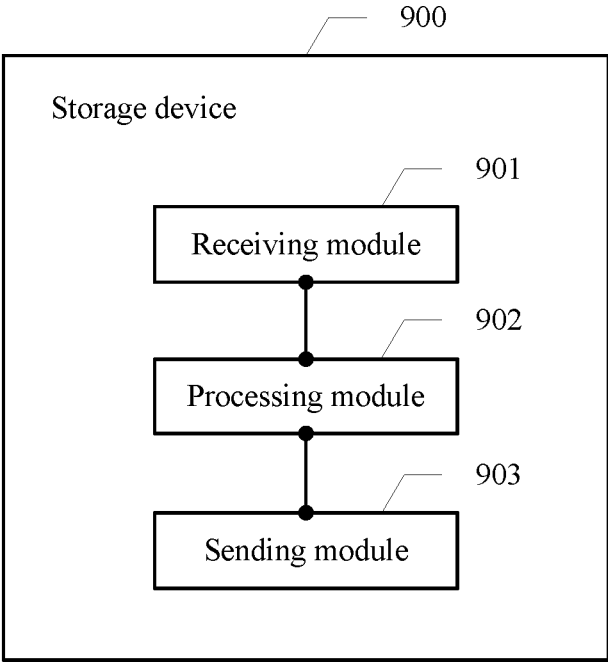 900
Storage device
901
Receiving module
902
Processing module
903
Sending module